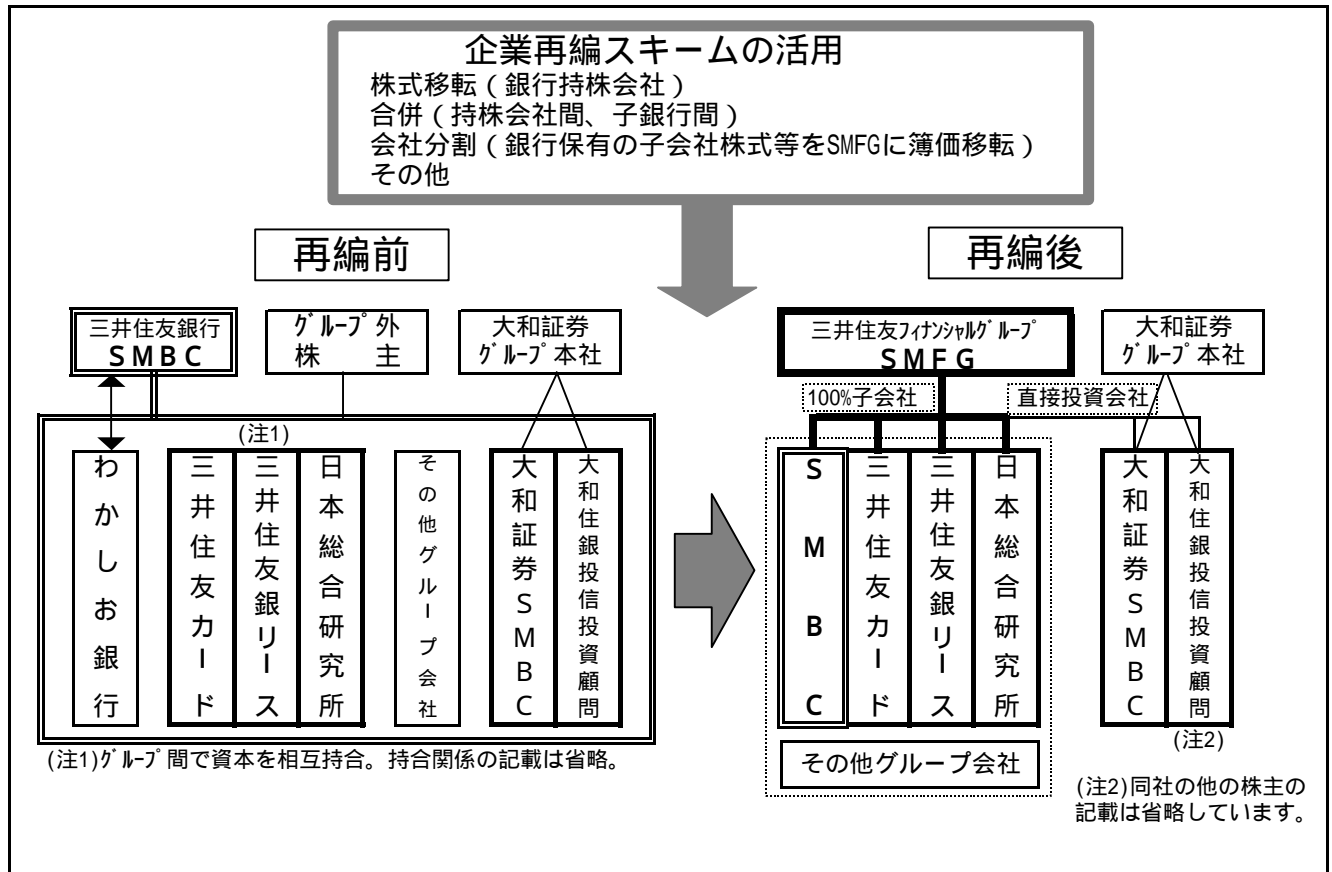 企業再編スキームの活用
株式移転（銀行持株会社）
合併（持株会社間、子銀行間）
会社分割（銀行保有の子会社株式等をSMFGに簿価移転）
その他
再編前
再編後
三井住友銀行
SMBC
ｸﾞﾙｰﾌﾟ外
株　主
大和証券
ｸﾞﾙｰﾌﾟ本社
三井住友ﾌｨﾅﾝｼｬﾙｸﾞﾙｰﾌﾟ
SMFG
大和証券
ｸﾞﾙｰﾌﾟ本社
100%子会社
直接投資会社
(注1)
わかしお銀行
三井住友カード
三井住友銀リース
日本総合研究所
その他グループ会社
大和証券SMBC
大和住銀投信投資顧問
SMBC
三井住友カード
三井住友銀リース
日本総合研究所
大和証券SMBC
大和住銀投信投資顧問
(注2)
その他グループ会社
(注1)ｸﾞﾙｰﾌﾟ間で資本を相互持合。持合関係の記載は省略。
(注2)同社の他の株主の
記載は省略しています。